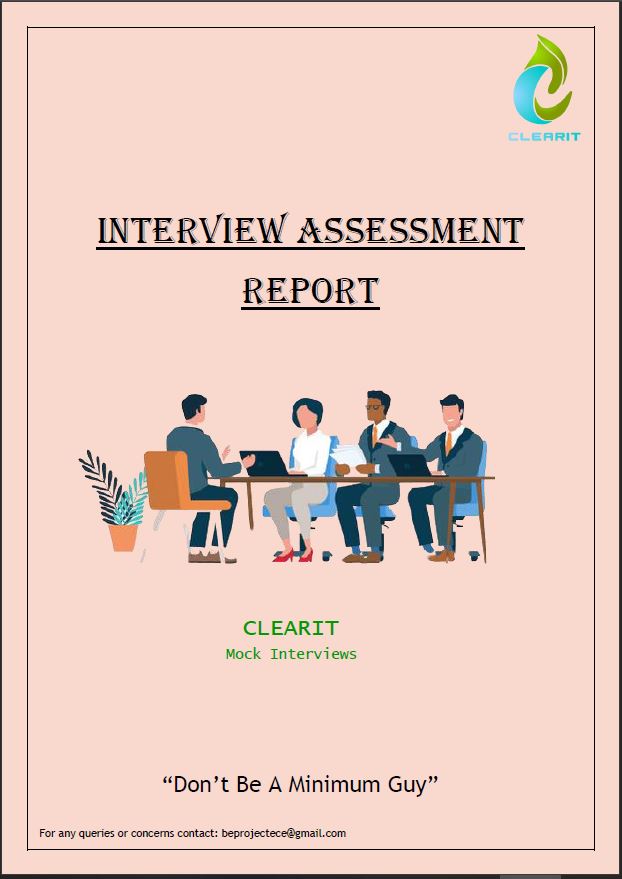 CLEARIT
INTERVIEW ASSESSMENT
REPORT
CLEARIT
Mock Interviews
“Don’t Be A Minimum Guy”
For any queries or concerns contact: beprojectece@gmail.com